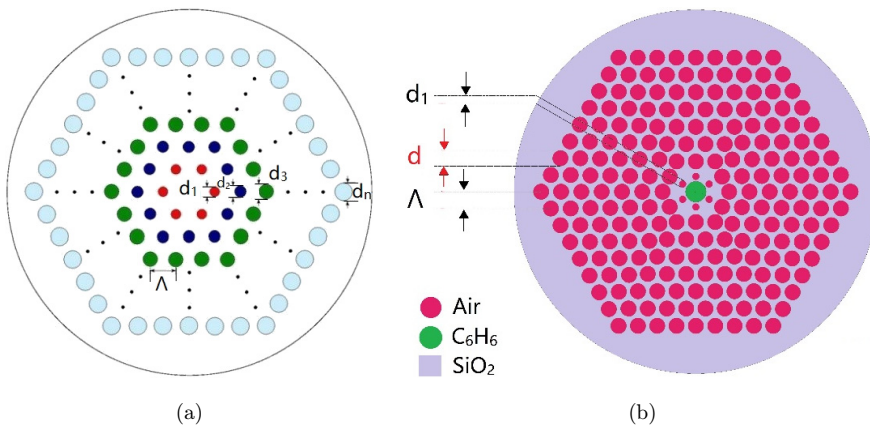 d₁
d₂
d₃
dₙ
Λ
(a)
d₁
d
Λ
Air
C₆H₆
SiO₂
(b)